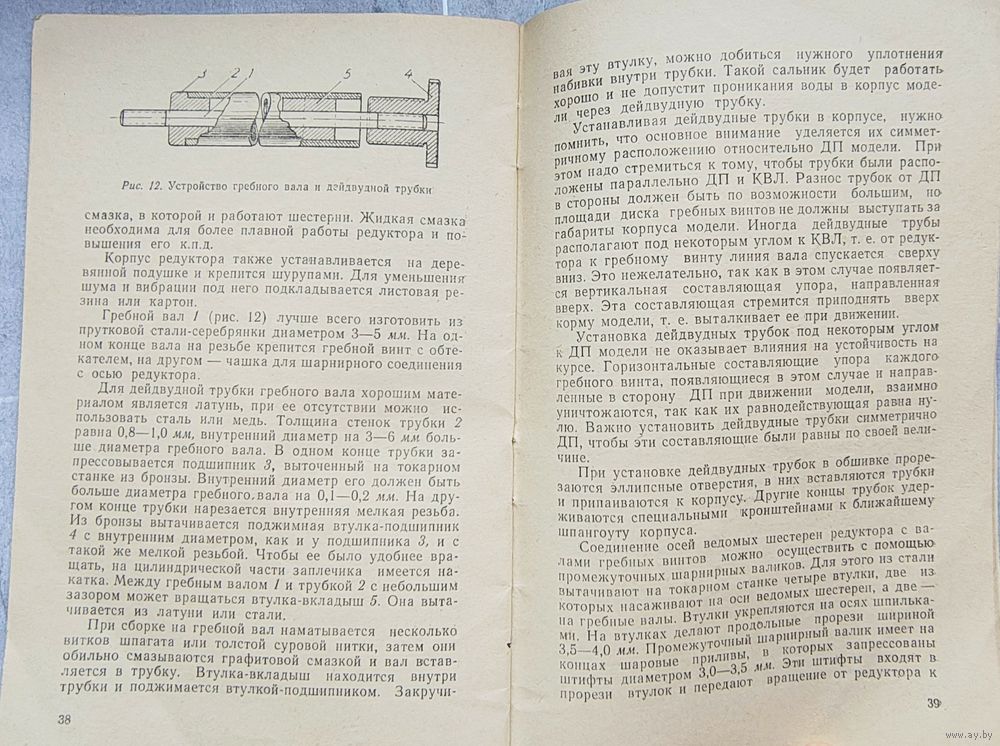 3 2 1 5 4
Рис. 12. Устройство гребного вала и дейдвудной трубки
смазка, в которой и работают шестерни. Жидкая смазка
необходима для более плавной работы редуктора и по-
вышения его к.п.д.
Корпус редуктора также устанавливается на дере-
вянной подушке и крепится шурупами. Для уменьшения
шума и вибрации под него подкладывается листовая ре-
зина или картон.
Гребной вал 1 (рис. 12) лучше всего изготовить из
прутковой стали-серебрянки диаметром 3—5 мм. На од-
ном конце вала на резьбе крепится гребной винт с обте-
кателем, на другом — чашка для шарнирного соединения
с осью редуктора.
Для дейдвудной трубки гребного вала хорошим мате-
риалом является латунь, при ее отсутствии можно ис-
пользовать сталь или медь. Толщина стенок трубки 2
равна 0,8—1,0 мм, внутренний диаметр на 3—6 мм боль-
ше диаметра гребного вала. В одном конце трубки за-
прессовывается подшипник 3, выточенный на токарном
станке из бронзы. Внутренний диаметр его должен быть
больше диаметра гребного вала на 0,1—0,2 мм. На дру-
гом конце трубки нарезается внутренняя мелкая резьба.
Из бронзы вытачивается поджимная втулка-подшипник
4 с внутренним диаметром, как и у подшипника 3, и с
такой же мелкой резьбой. Чтобы ее было удобнее вра-
щать, на цилиндрической части заплечика имеется на-
катка. Между гребным валом 1 и трубкой 2 с небольшим
зазором может вращаться втулка-вкладыш 5. Она выта-
чивается из латуни или стали.
При сборке на гребной вал наматывается несколько
витков шпагата или толстой суровой нитки, затем они
обильно смазываются графитовой смазкой и вал встав-
ляется в трубку. Втулка-вкладыш находится внутри
трубки и поджимается втулкой-подшипником. Закручи-
38
вая эту втулку, можно добиться нужного уплотнения
набивки внутри трубки. Такой сальник будет работать
хорошо и не допустит проникания воды в корпус моде-
ли через дейдвудную трубку.
Устанавливая дейдвудные трубки в корпусе, нужно
помнить, что основное внимание уделяется их симмет-
ричному расположению относительно ДП модели. При
этом надо стремиться к тому, чтобы трубки были распо-
ложены параллельно ДП и КВЛ. Разнос трубок от ДП
в стороны должен быть по возможности большим, но
площади диска гребных винтов не должны выступать за
габариты корпуса модели. Иногда дейдвудные трубы
располагают под некоторым углом к КВЛ, т. е. от редук-
тора к гребному винту линия вала спускается сверху
вниз. Это нежелательно, так как в этом случае появляет-
ся вертикальная составляющая упора, направленная
вверх. Эта составляющая стремится приподнять вверх
корму модели, т. е. выталкивает ее при движении.
Установка дейдвудных трубок под некоторым углом
к ДП модели не оказывает влияния на устойчивость на
курсе. Горизонтальные составляющие упора каждого
гребного винта, появляющиеся в этом случае и направ-
ленные в сторону ДП при движении модели, взаимно
уничтожаются, так как их равнодействующая равна ну-
лю. Важно установить дейдвудные трубки симметрично
ДП, чтобы эти составляющие были равны по своей вели-
чине.
При установке дейдвудных трубок в обшивке проре-
заются эллипсные отверстия, в них вставляются трубки
и припаиваются к корпусу. Другие концы трубок удер-
живаются специальными кронштейнами к ближайшему
шпангоуту корпуса.
Соединение осей ведомых шестерен редуктора с ва-
лами гребных винтов можно осуществить с помощью
промежуточных шарнирных валиков. Для этого из стали
вытачивают на токарном станке четыре втулки, две из
которых насаживают на оси ведомых шестерен, а две —
на гребные валы. Втулки укрепляются на осях шпилька-
ми. На втулках делают продольные прорези шириной
3,5—4,0 мм. Промежуточный шарнирный валик имеет на
концах шаровые приливы, в которых запрессованы
штифты диаметром 3,0—3,5 мм. Эти штифты входят в
прорези втулок и передают вращение от редуктора к
39
www.ay.by